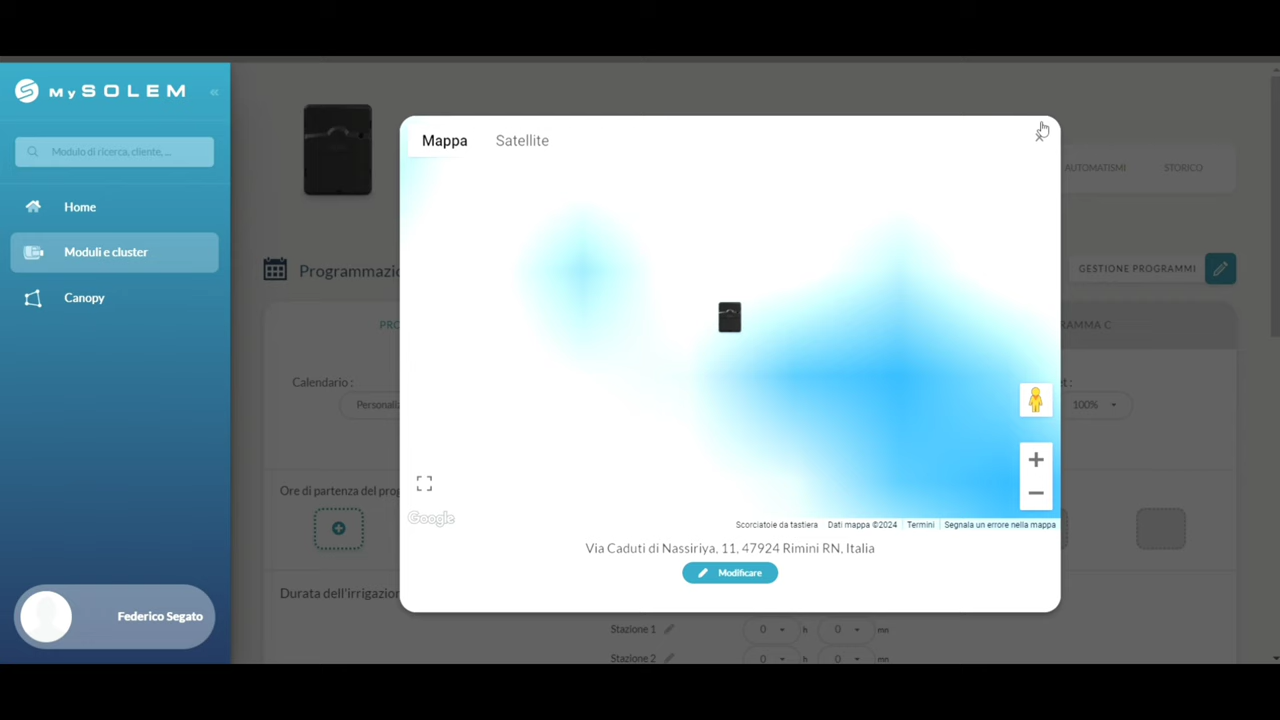 MySOLEM
«
Modulo di ricerca, cliente, ...
Home
Moduli e cluster
Canopy
Federico Segato
AUTOMATISMI
STORICO
Programmazio
GESTIONE PROGRAMMI
PRO
RAMMA C
Calendario :
et :
Personaliz
100%
Ore di partenza del prog
Durata dell'irrigazion
Stazione 1
0 h 0 mn
Stazione 2
0 h 0 mn
Mappa
Satellite
×
+
−
Google
Scorciatoie da tastiera
Dati mappa ©2024
Termini
Segnala un errore nella mappa
Via Caduti di Nassiriya, 11, 47924 Rimini RN, Italia
Modificare